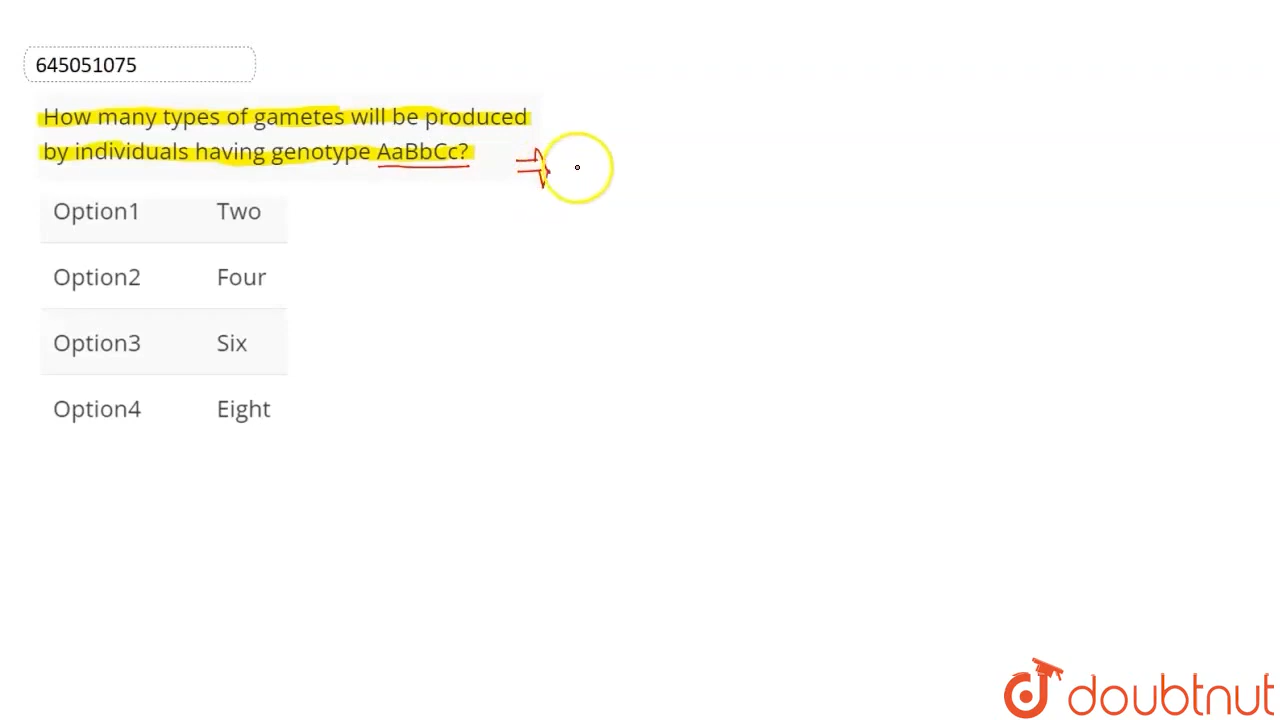 645051075
How many types of gametes will be produced
by individuals having genotype AaBbCc?
Option1 Two
Option2 Four
Option3 Six
Option4 Eight
doubtnut